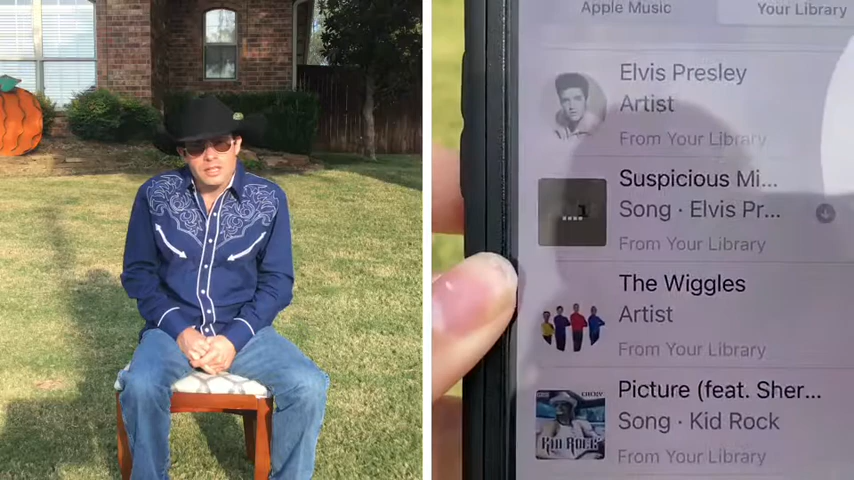 Apple Music
Your Library
Elvis Presley
Artist
From Your Library
Suspicious Mi...
Song · Elvis Pr...
From Your Library
The Wiggles
Artist
From Your Library
Picture (feat. Sher...
Song · Kid Rock
From Your Library
KID ROCK